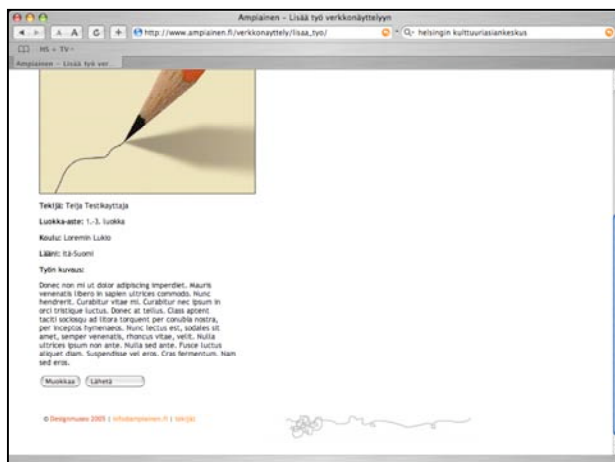 Ampiainen – Lisää työ verkkonäyttelyyn
A A C + http://www.ampiainen.fi/verkkonayttely/lisaa_tyo/ Q- helsingin kulttuuriasiankeskus
HS + TV
Ampiainen – Lisää työ ver...
Tekijä: Teija Testikayttaja
Luokka-aste: 1.-3. luokka
Koulu: Loremin Lukio
Lääni: Itä-Suomi
Työn kuvaus:
Donec non mi ut dolor adipiscing imperdiet. Mauris
venenatis libero in sapien ultrices commodo. Nunc
hendrerit. Curabitur vitae mi. Curabitur nec ipsum in
orci tristique luctus. Donec at tellus. Class aptent
taciti sociosqu ad litora torquent per conubia nostra,
per inceptos hymenaeos. Nunc lectus est, sodales sit
amet, semper venenatis, rhoncus vitae, velit. Nulla
ultrices ipsum non ante. Nulla sed ante. Fusce luctus
aliquet diam. Suspendisse vel eros. Cras fermentum. Nam
sed eros.
Muokkaa Lähetä
© Designmuseo 2005 | info@ampiainen.fi | tekijät